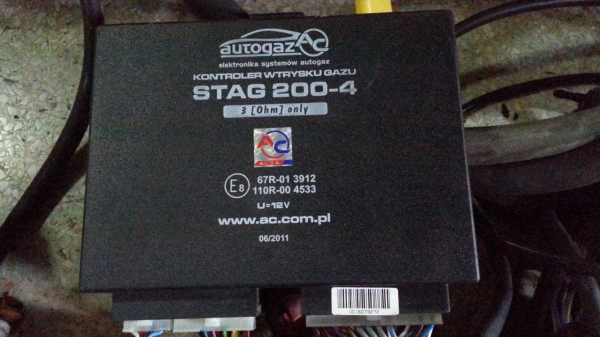 autogaz AC
elektronika systemów autogaz
KONTROLER WTRYSKU GAZU
STAG 200-4
3 [Ohm] only
AC
E8
67R-01 3912
110R-00 4533
U=12V
www.ac.com.pl
06/2011